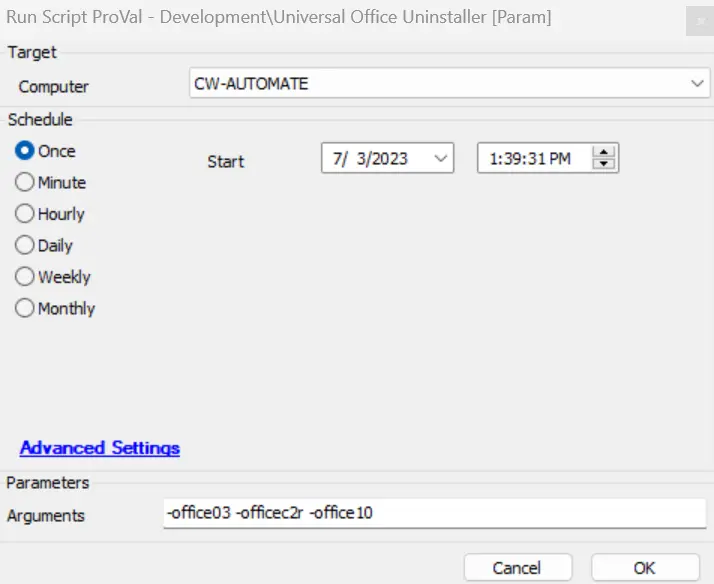 Run Script ProVal - Development\Universal Office Uninstaller [Param]
Target
Computer CW-AUTOMATE
Schedule
Once
Start 7/ 3/2023 1:39:31 PM
Minute
Hourly
Daily
Weekly
Monthly
Advanced Settings
Parameters
Arguments -office03 -officec2r -office10
Cancel OK